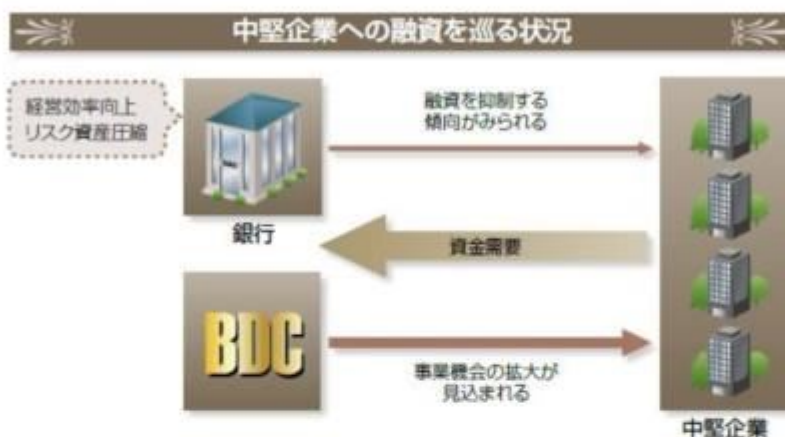 中堅企業への融資を巡る状況
経営効率向上
リスク資産圧縮
融資を抑制する
傾向がみられる
銀行
資金需要
BDC
事業機会の拡大が
見込まれる
中堅企業